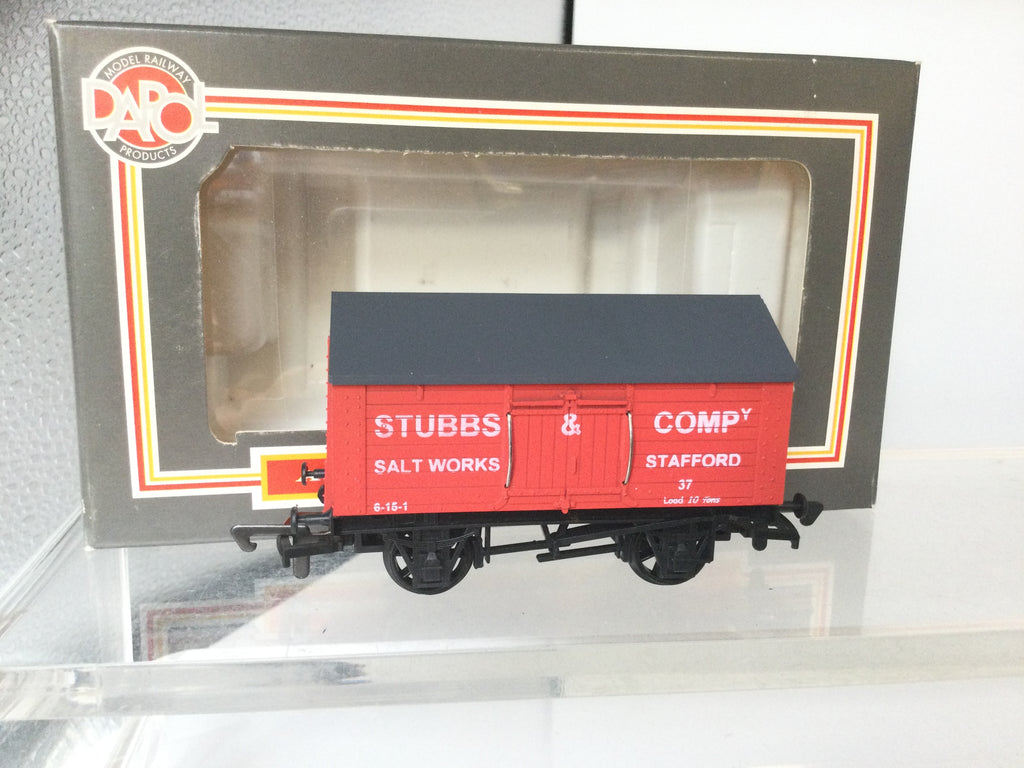 MODEL RAILWAY
DAPOL
PRODUCTS
STUBBS & COMPY
SALT WORKS STAFFORD
37
6-15-1 Load 10 Tons